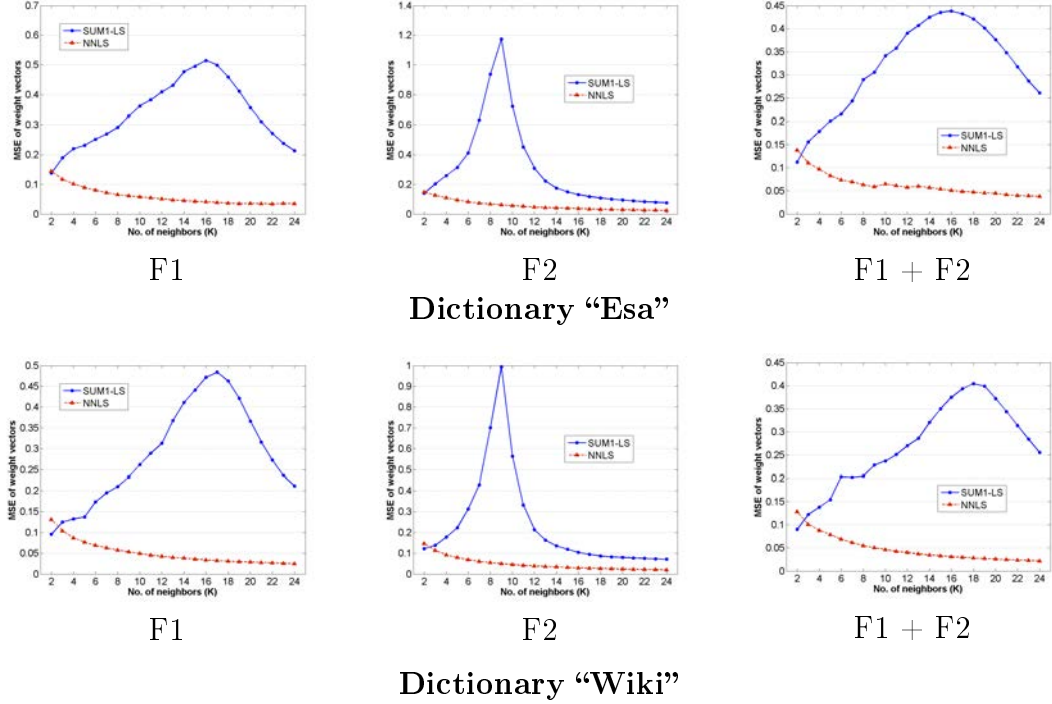 0.7
0.6
0.5
0.4
0.3
0.2
0.1
0
MSE of weight vectors
SUM1-LS
NNLS
2 4 6 8 10 12 14 16 18 20 22 24
No. of neighbors (K)
F1
1.4
1.2
1
0.8
0.6
0.4
0.2
0
MSE of weight vectors
SUM1-LS
NNLS
2 4 6 8 10 12 14 16 18 20 22 24
No. of neighbors (K)
F2
0.45
0.4
0.35
0.3
0.25
0.2
0.15
0.1
0.05
0
MSE of weight vectors
SUM1-LS
NNLS
2 4 6 8 10 12 14 16 18 20 22 24
No. of neighbors (K)
F1 + F2
Dictionary “Esa”
0.5
0.45
0.4
0.35
0.3
0.25
0.2
0.15
0.1
0.05
0
MSE of weight vectors
SUM1-LS
NNLS
2 4 6 8 10 12 14 16 18 20 22 24
No. of neighbors (K)
F1
1
0.9
0.8
0.7
0.6
0.5
0.4
0.3
0.2
0.1
0
MSE of weight vectors
SUM1-LS
NNLS
2 4 6 8 10 12 14 16 18 20 22 24
No. of neighbors (K)
F2
0.45
0.4
0.35
0.3
0.25
0.2
0.15
0.1
0.05
0
MSE of weight vectors
SUM1-LS
NNLS
2 4 6 8 10 12 14 16 18 20 22 24
No. of neighbors (K)
F1 + F2
Dictionary “Wiki”